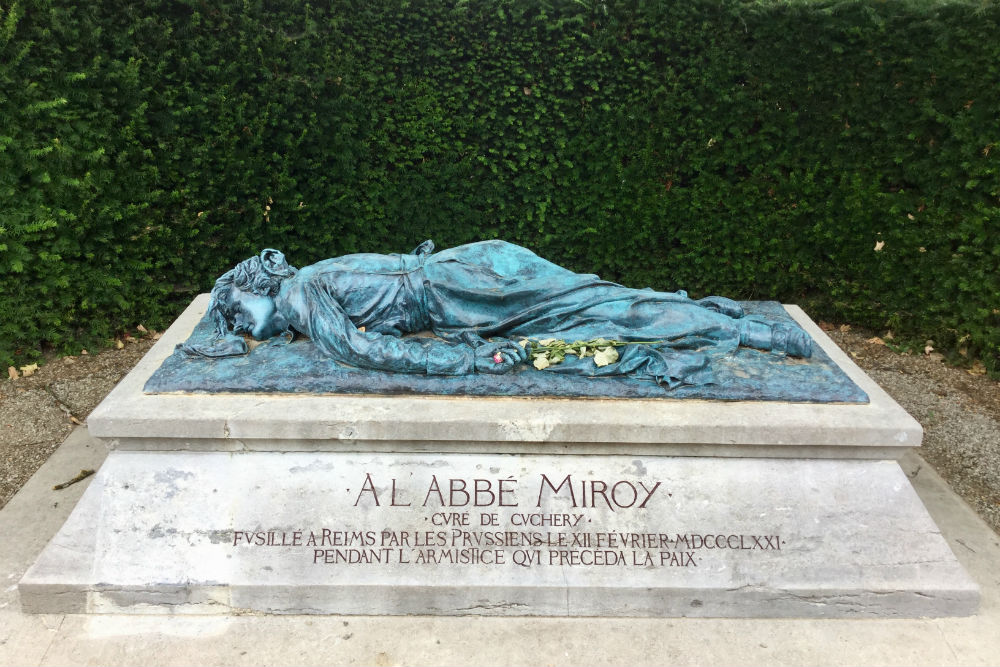 ·A L'ABBÉ MIROY·
·CVRÉ DE CVCHERY·
FVSILLÉ A REIMS PAR LES PRVSSIENS LE XII FÉVRIER·MDCCCLXXI·
PENDANT L'ARMISTICE QVI PRÉCÉDA LA PAIX·